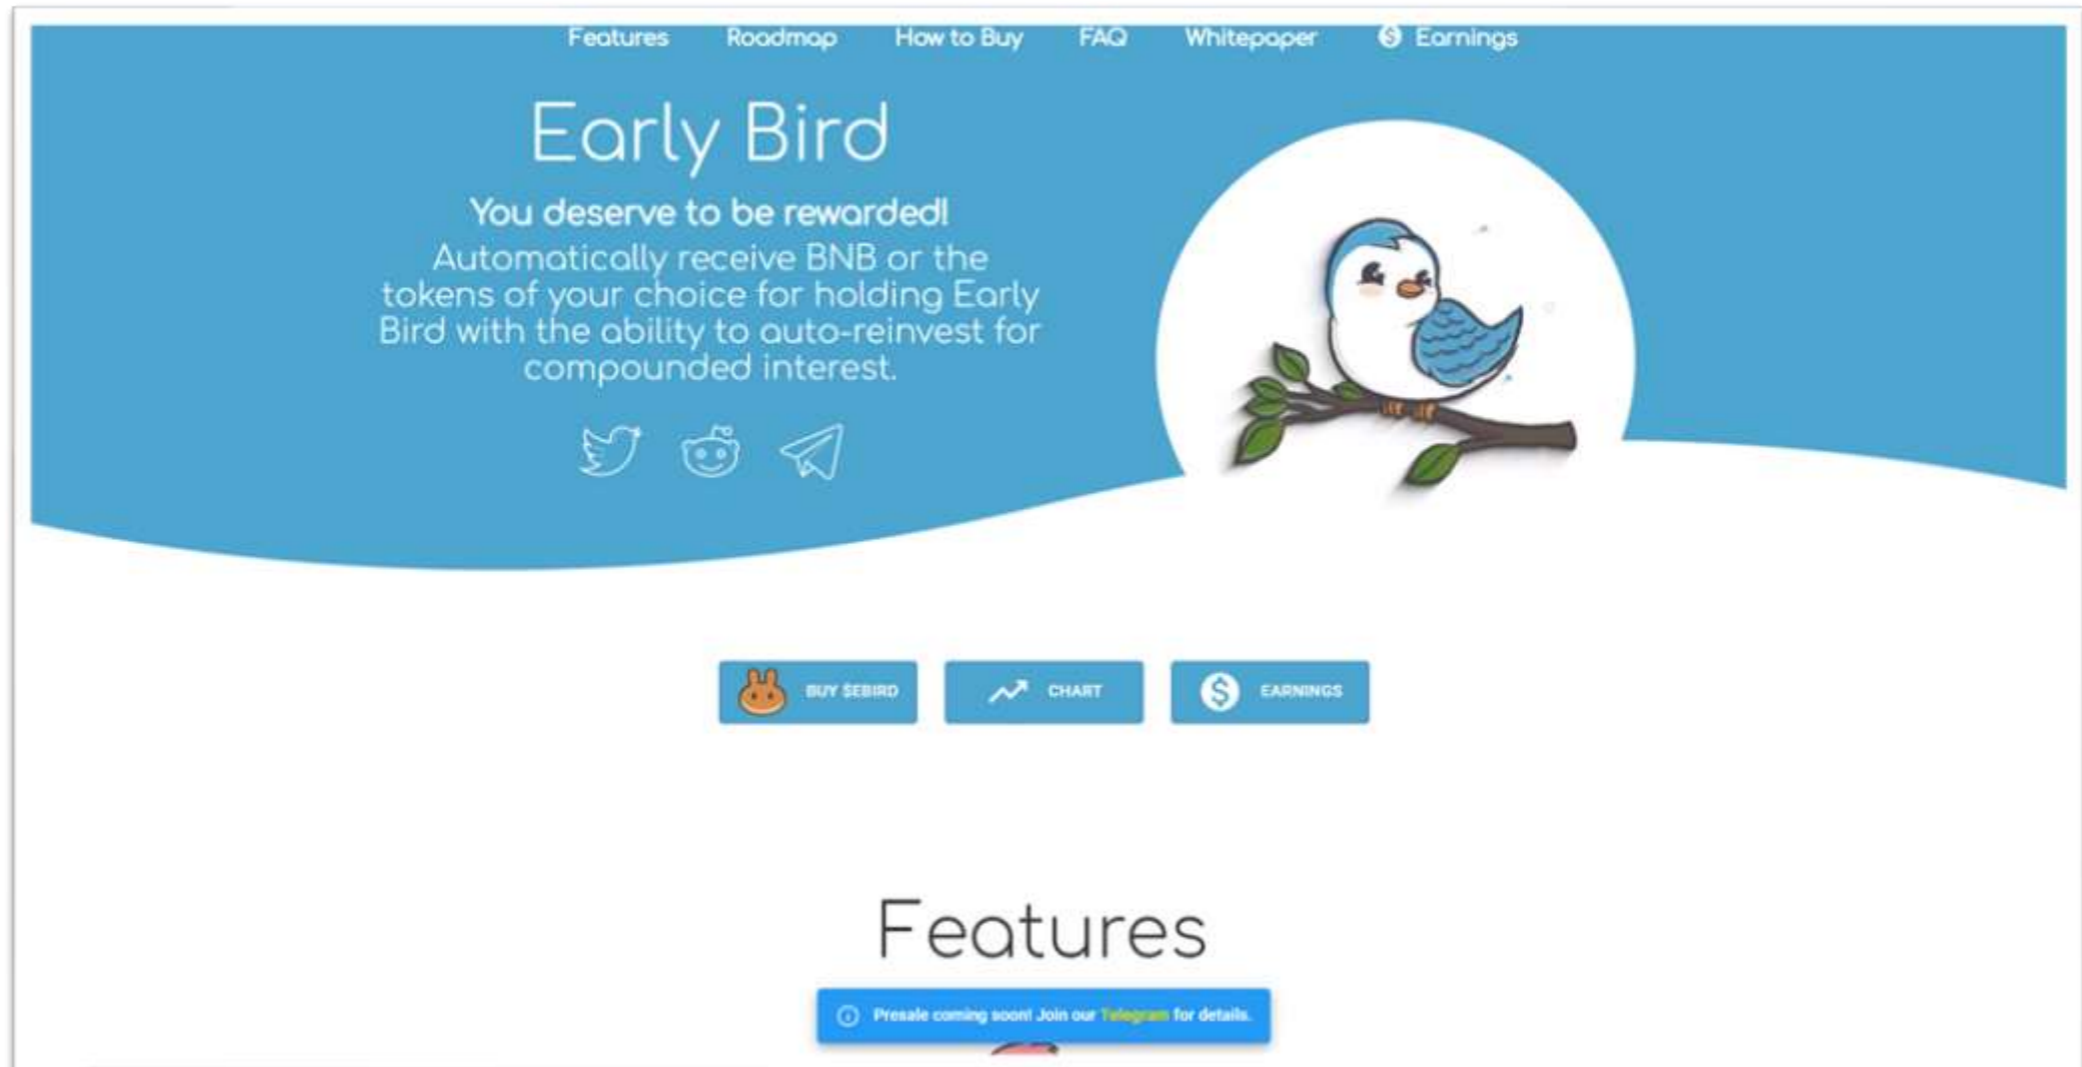 Features Roadmap How to Buy FAQ Whitepaper Earnings
Early Bird
You deserve to be rewarded!
Automatically receive BNB or the
tokens of your choice for holding Early
Bird with the ability to auto-reinvest for
compounded interest.
BUY $EBIRD CHART EARNINGS
Features
Presale coming soon! Join our Telegram for details.